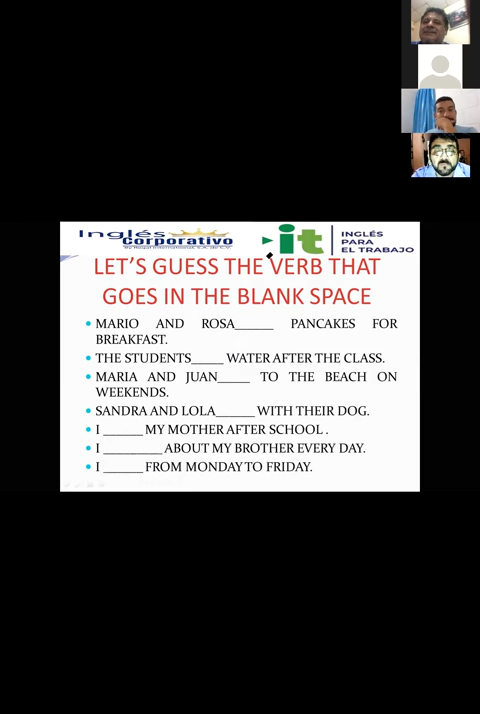 Inglés
corporativo
it
INGLÉS
PARA
EL TRABAJO
LET'S GUESS THE VERB THAT
GOES IN THE BLANK SPACE
• MARIO AND ROSA______ PANCAKES FOR
BREAKFAST.
• THE STUDENTS_____ WATER AFTER THE CLASS.
• MARIA AND JUAN_____ TO THE BEACH ON
WEEKENDS.
• SANDRA AND LOLA______ WITH THEIR DOG.
• I ______ MY MOTHER AFTER SCHOOL .
• I _________ ABOUT MY BROTHER EVERY DAY.
• I ______ FROM MONDAY TO FRIDAY.